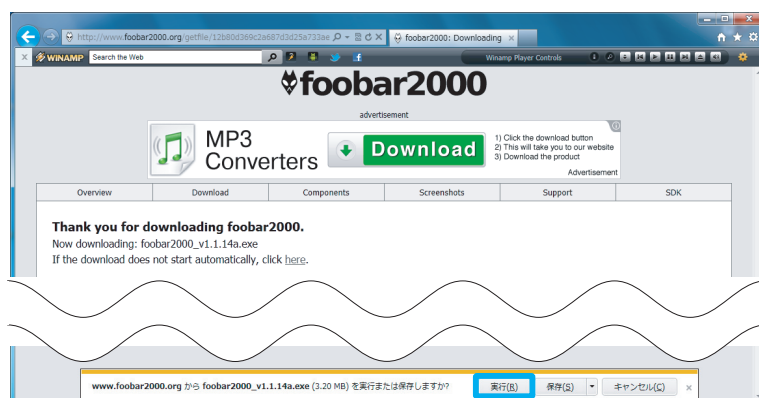 http://www.foobar2000.org/getfile/12b80d369c2a687d3d25a733ae
foobar2000: Downloading
WINAMP
Search the Web
Winamp Player Controls
foobar2000
advertisement
MP3
Converters
Download
1) Click the download button
2) This will take you to our website
3) Download the product
Advertisement
Overview Download Components Screenshots Support SDK
Thank you for downloading foobar2000.
Now downloading: foobar2000_v1.1.14a.exe
If the download does not start automatically, click here.
www.foobar2000.org から foobar2000_v1.1.14a.exe (3.20 MB) を実行または保存しますか?
実行(R) 保存(S) キャンセル(C)